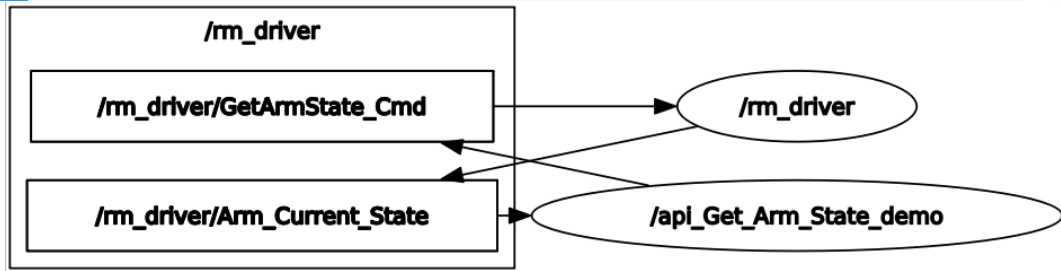 /rm_driver
/rm_driver/GetArmState_Cmd
/rm_driver
/rm_driver/Arm_Current_State
/api_Get_Arm_State_demo